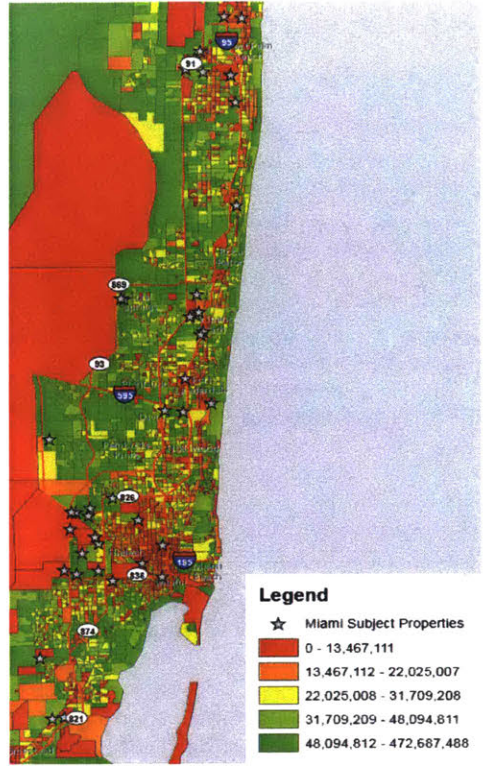 95
91
869
93
595
826
195
836
874
821
Legend
Miami Subject Properties
0 - 13,467,111
13,467,112 - 22,025,007
22,025,008 - 31,709,208
31,709,209 - 48,094,811
48,094,812 - 472,687,488